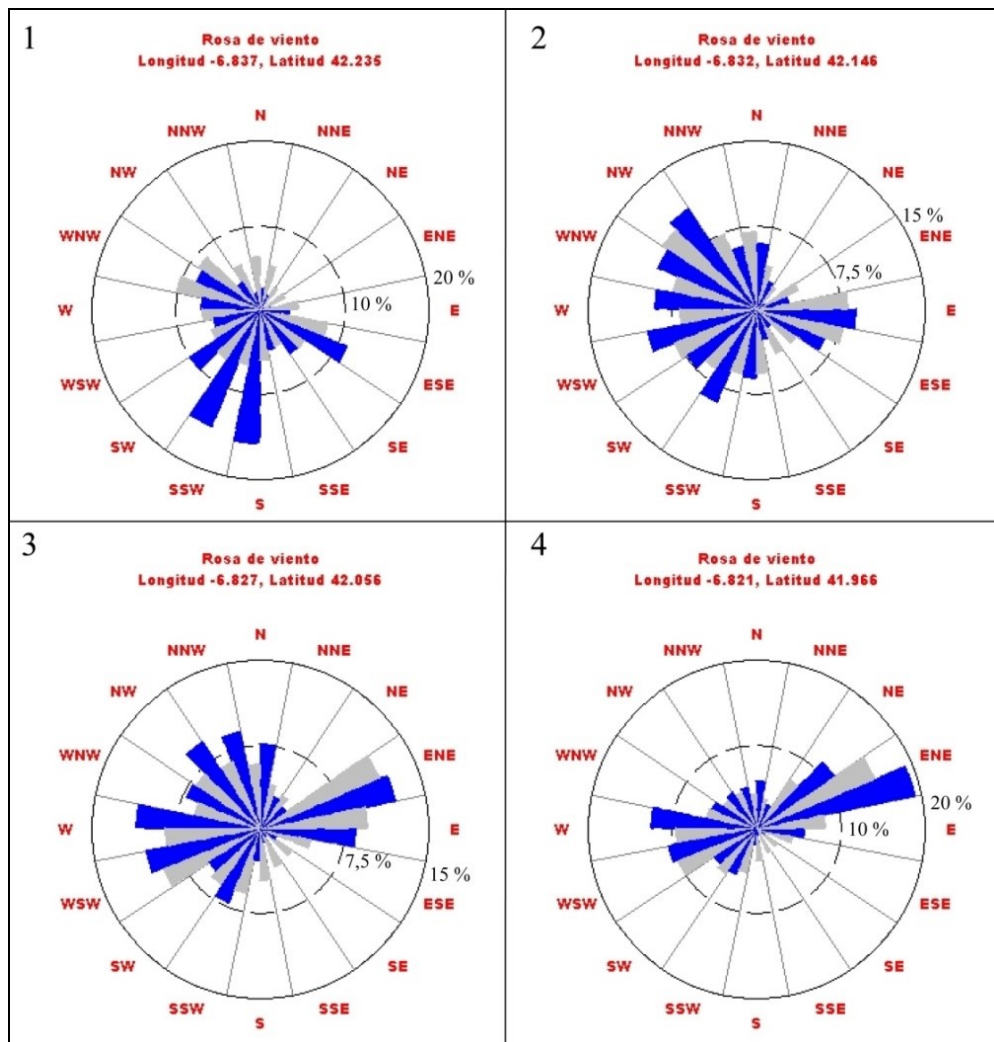 1
Rosa de viento
Longitud -6.837, Latitud 42.235
N
NNW
NNE
NW
NE
WNW
ENE
20 %
10 %
W
E
WSW
ESE
SW
SE
SSW
SSE
S
2
Rosa de viento
Longitud -6.832, Latitud 42.146
N
NNW
NNE
NW
NE
15 %
WNW
ENE
7,5 %
W
E
WSW
ESE
SW
SE
SSW
SSE
S
3
Rosa de viento
Longitud -6.827, Latitud 42.056
N
NNW
NNE
NW
NE
WNW
ENE
W
E
7,5 %
15 %
WSW
ESE
SW
SE
SSW
SSE
S
4
Rosa de viento
Longitud -6.821, Latitud 41.966
N
NNW
NNE
NW
NE
WNW
ENE
20 %
10 %
W
E
WSW
ESE
SW
SE
SSW
SSE
S